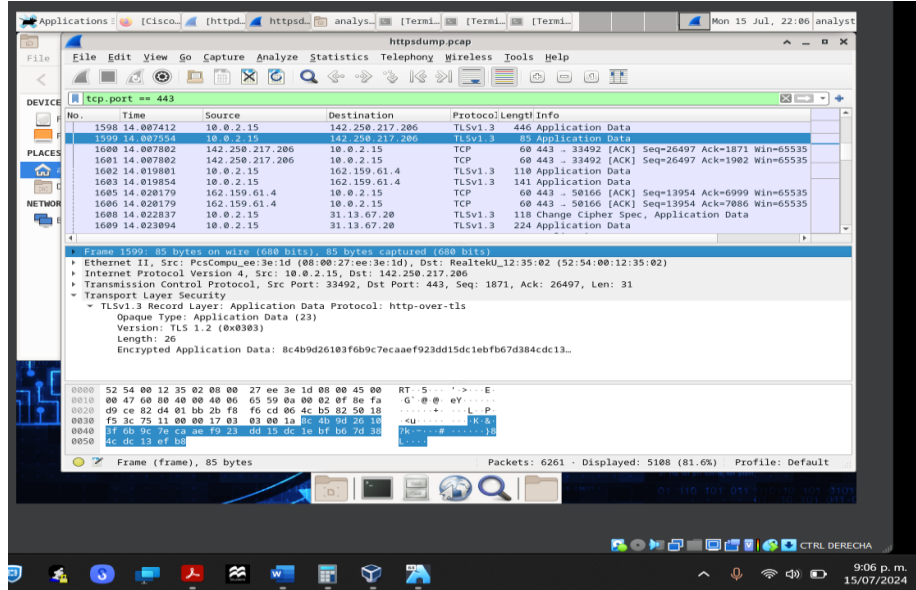 Applications [Cisco… [httpd… httpsd… analys… [Termi… [Termi… [Termi… Mon 15 Jul, 22:06 analyst
httpsdump.pcap
File
File Edit View Go Capture Analyze Statistics Telephony Wireless Tools Help
DEVICE
tcp.port == 443
No. Time Source Destination Protocol Length Info
1598 14.007412 10.0.2.15 142.250.217.206 TLSv1.3 446 Application Data
1599 14.007554 10.0.2.15 142.250.217.206 TLSv1.3 85 Application Data
1600 14.007802 142.250.217.206 10.0.2.15 TCP 60 443 → 33492 [ACK] Seq=26497 Ack=1871 Win=65535
1601 14.007802 142.250.217.206 10.0.2.15 TCP 60 443 → 33492 [ACK] Seq=26497 Ack=1902 Win=65535
PLACES
1602 14.019801 10.0.2.15 162.159.61.4 TLSv1.3 110 Application Data
1603 14.019854 10.0.2.15 162.159.61.4 TLSv1.3 141 Application Data
1605 14.020179 162.159.61.4 10.0.2.15 TCP 60 443 → 50166 [ACK] Seq=13954 Ack=6999 Win=65535
NETWOR
1606 14.020179 162.159.61.4 10.0.2.15 TCP 60 443 → 50166 [ACK] Seq=13954 Ack=7086 Win=65535
1608 14.022837 10.0.2.15 31.13.67.20 TLSv1.3 118 Change Cipher Spec, Application Data
1609 14.023094 10.0.2.15 31.13.67.20 TLSv1.3 224 Application Data
Frame 1599: 85 bytes on wire (680 bits), 85 bytes captured (680 bits)
Ethernet II, Src: PcsCompu_ee:3e:1d (08:00:27:ee:3e:1d), Dst: RealtekU_12:35:02 (52:54:00:12:35:02)
Internet Protocol Version 4, Src: 10.0.2.15, Dst: 142.250.217.206
Transmission Control Protocol, Src Port: 33492, Dst Port: 443, Seq: 1871, Ack: 26497, Len: 31
Transport Layer Security
TLSv1.3 Record Layer: Application Data Protocol: http-over-tls
Opaque Type: Application Data (23)
Version: TLS 1.2 (0x0303)
Length: 26
Encrypted Application Data: 8c4b9d26103f6b9c7ecaaef923dd15dc1ebfb67d384cdc13…
0000 52 54 00 12 35 02 08 00 27 ee 3e 1d 08 00 45 00 RT··5··· '·>···E·
0010 00 47 60 80 40 00 40 06 65 59 0a 00 02 0f 8e fa ·G`·@·@· eY······
0020 d9 ce 82 d4 01 bb 2b f8 f6 cd 06 4c b5 82 50 18 ······+· ···L··P·
0030 f5 3c 75 11 00 00 17 03 03 00 1a 8c 4b 9d 26 10 ·<u····· ····K·&·
0040 3f 6b 9c 7e ca ae f9 23 dd 15 dc 1e bf b6 7d 38 ?k·~···# ······}8
0050 4c dc 13 ef b8 L····
Frame (frame), 85 bytes Packets: 6261 · Displayed: 5108 (81.6%) Profile: Default
CTRL DERECHA
9:06 p. m.
15/07/2024